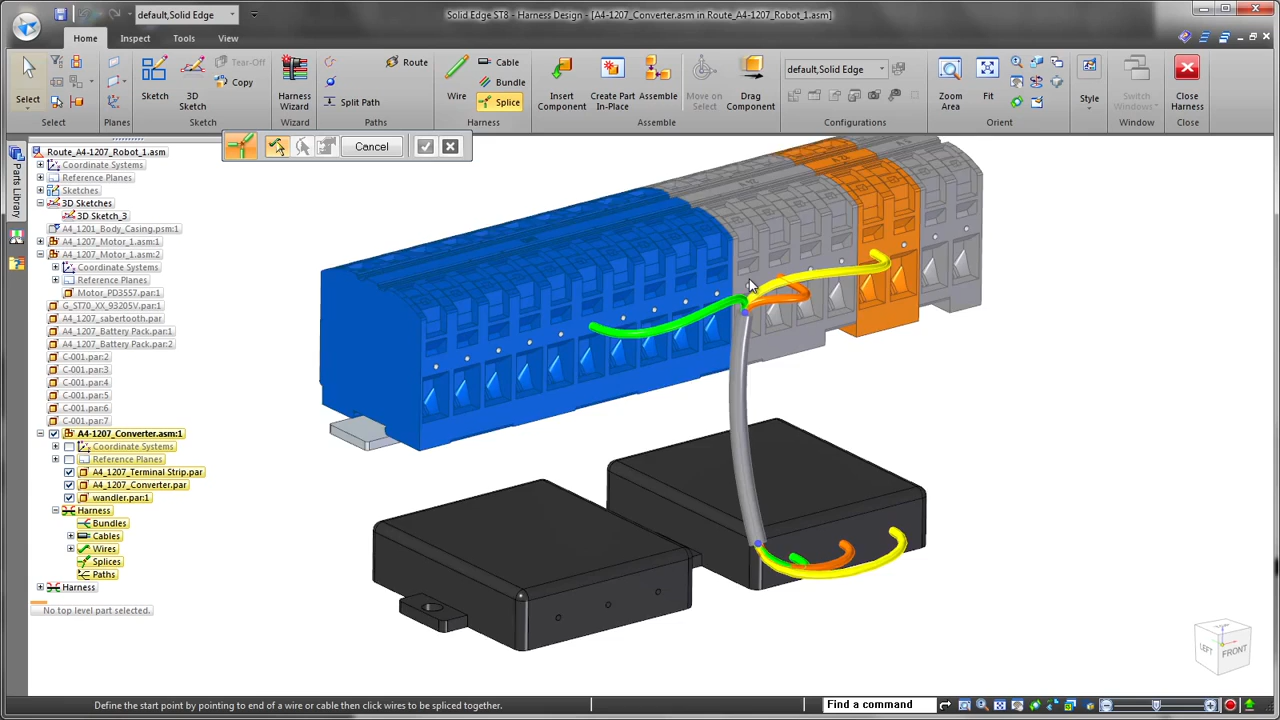 default,Solid Edge
Solid Edge ST8 - Harness Design - [A4-1207_Converter.asm in Route_A4-1207_Robot_1.asm]
Home Inspect Tools View
Select
Select
Planes
Sketch
3D Sketch
Tear-Off
Copy
Sketch
Harness Wizard
Wizard
Route
Split Path
Paths
Wire
Cable
Bundle
Splice
Harness
Insert Component
Create Part In-Place
Assemble
Move on Select
Drag Component
Assemble
default,Solid Edge
Configurations
Zoom Area
Fit
Orient
Style
Switch Windows
Window
Close Harness
Close
Cancel
Parts Library
Route_A4-1207_Robot_1.asm
Coordinate Systems
Reference Planes
Sketches
3D Sketches
3D Sketch_3
A4_1201_Body_Casing.psm:1
A4_1207_Motor_1.asm:1
A4_1207_Motor_1.asm:2
Coordinate Systems
Reference Planes
Motor_PD3557.par:1
G_ST70_XX_93205V.par:1
A4_1207_sabertooth.par
A4_1207_Battery Pack.par:1
A4_1207_Battery Pack.par:2
C-001.par:2
C-001.par:3
C-001.par:4
C-001.par:5
C-001.par:6
C-001.par:7
A4-1207_Converter.asm:1
Coordinate Systems
Reference Planes
A4_1207_Terminal Strip.par
A4_1207_Converter.par
wandler.par:1
Harness
Bundles
Cables
Wires
Splices
Paths
Harness
No top level part selected.
LEFT FRONT
Define the start point by pointing to end of a wire or cable then click wires to be spliced together.
Find a command